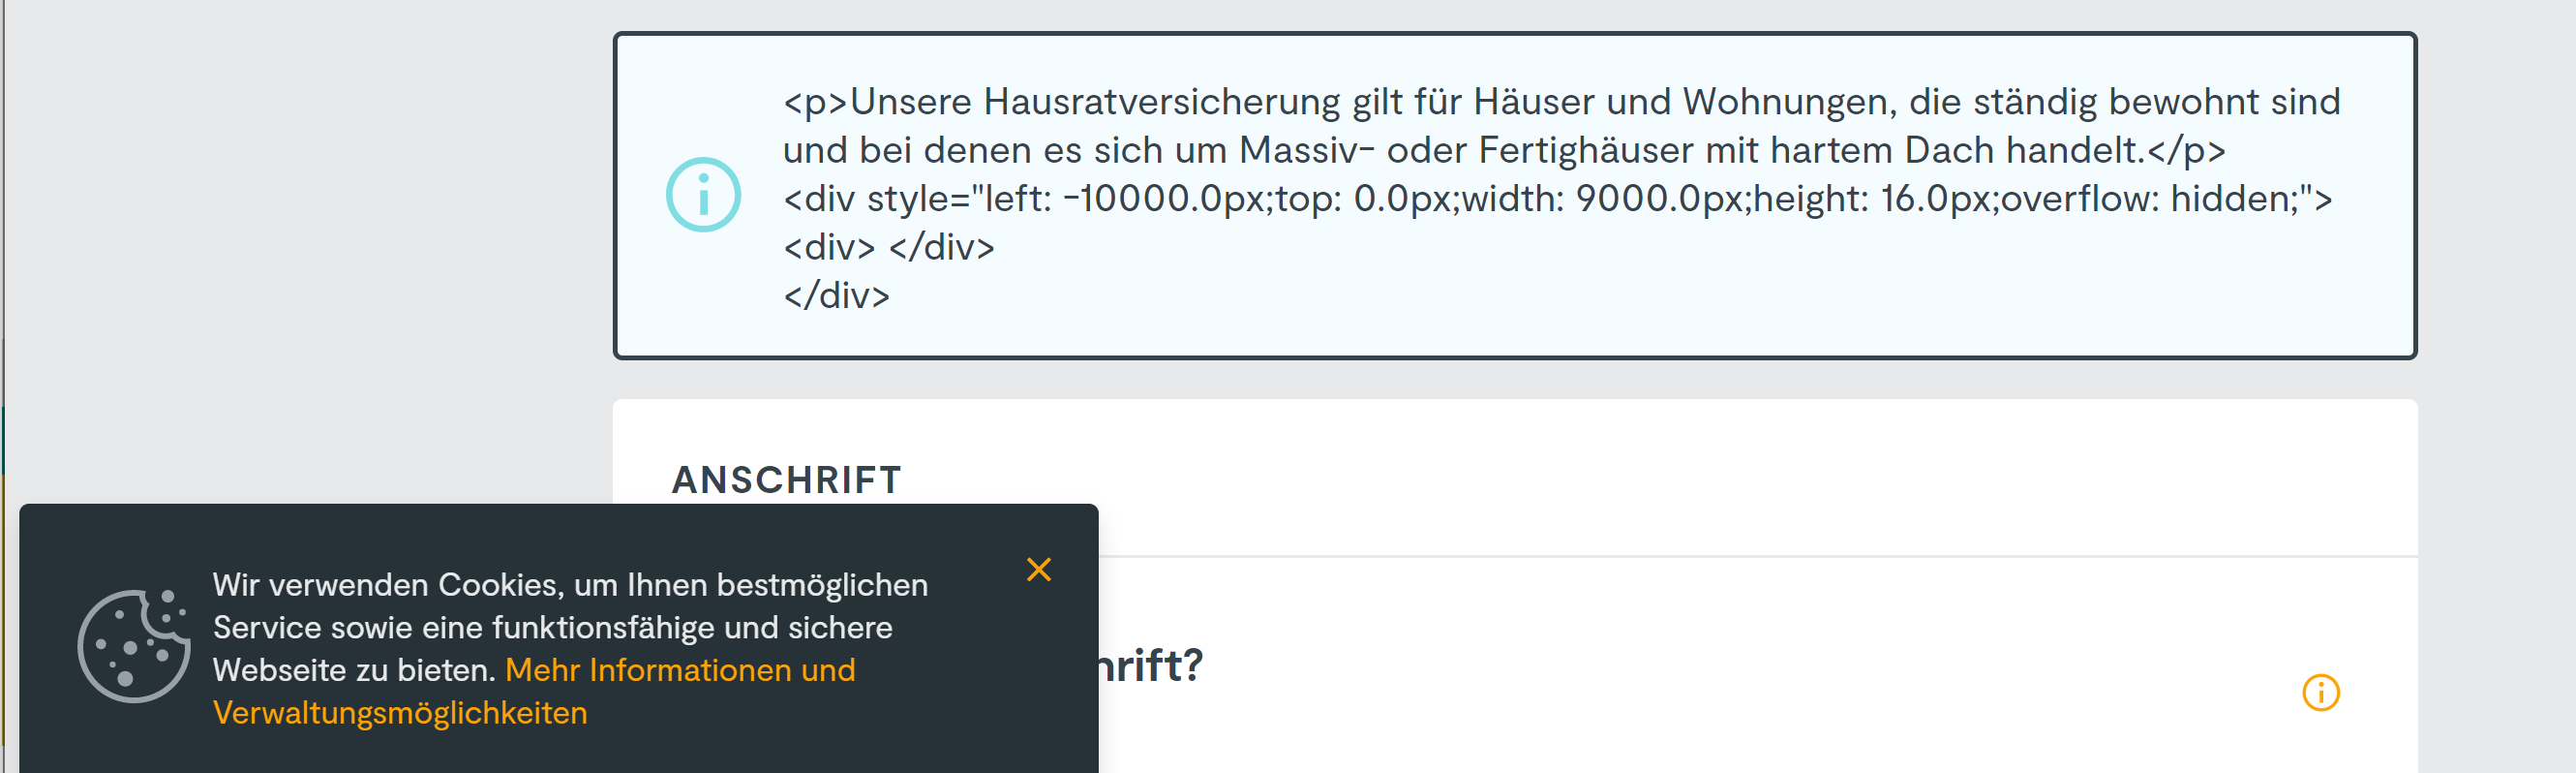 <p>Unsere Hausratversicherung gilt für Häuser und Wohnungen, die ständig bewohnt sind
und bei denen es sich um Massiv- oder Fertighäuser mit hartem Dach handelt.</p>
<div style="left: -10000.0px;top: 0.0px;width: 9000.0px;height: 16.0px;overflow: hidden;">
<div> </div>
</div>
ANSCHRIFT
Wir verwenden Cookies, um Ihnen bestmöglichen
Service sowie eine funktionsfähige und sichere
Webseite zu bieten. Mehr Informationen und
Verwaltungsmöglichkeiten